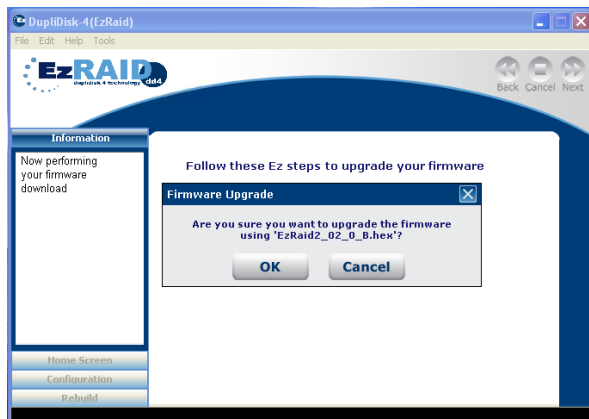 DupliDisk-4(EzRaid)
File Edit Help Tools
EzRAID
duplidisk 4 technology dd4
Back Cancel Next
Information
Now performing
your firmware
download
Follow these Ez steps to upgrade your firmware
Firmware Upgrade
Are you sure you want to upgrade the firmware
using 'EzRaid2_02_0_B.hex'?
OK Cancel
Home Screen
Configuration
Rebuild